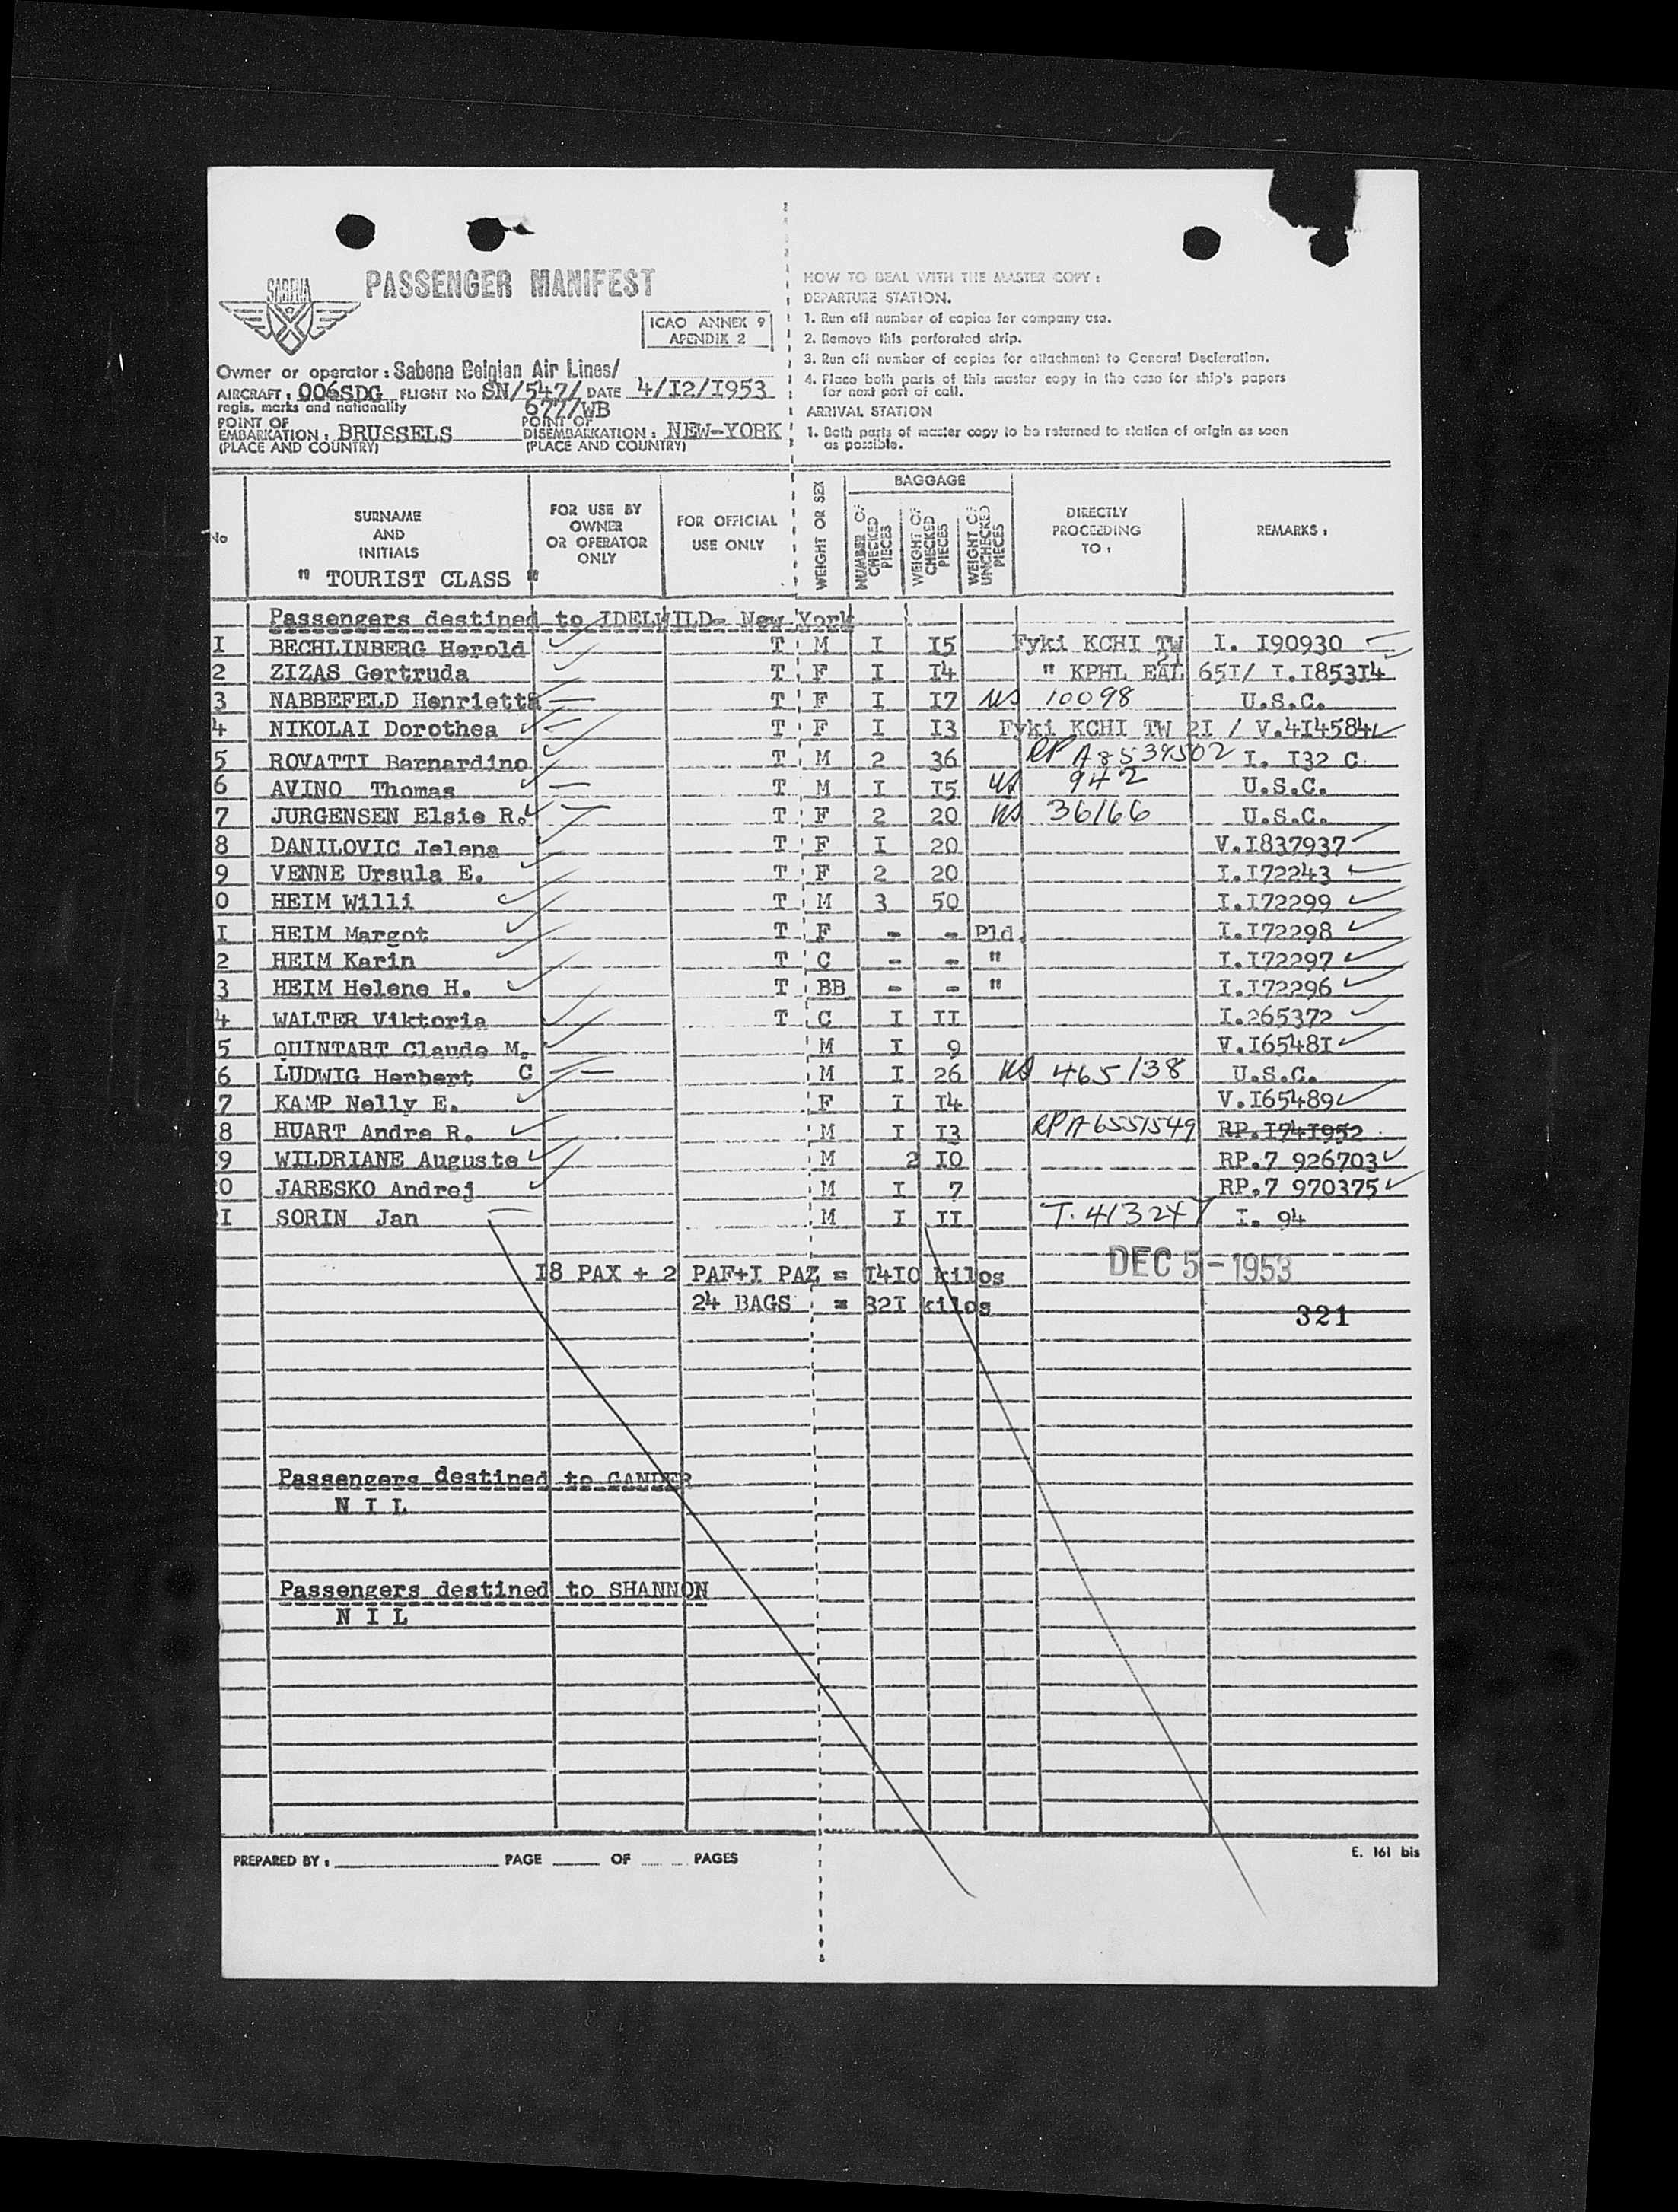 SABENA
PASSENGER MANIFEST
ICAO ANNEX 9
APENDIX 2
Owner or operator : Sabena Belgian Air Lines/
AIRCRAFT : OO6SDG FLIGHT No SN/547/ DATE 4/I2/I953
regis. marks and nationality 677/WB
POINT OF EMBARKATION : BRUSSELS POINT OF DISEMBARKATION : NEW-YORK
(PLACE AND COUNTRY) (PLACE AND COUNTRY)
HOW TO DEAL WITH THE MASTER COPY :
DEPARTURE STATION.
1. Run off number of copies for company use.
2. Remove this perforated strip.
3. Run off number of copies for attachment to General Declaration.
4. Place both parts of this master copy in the case for ship's papers
for next port of call.
ARRIVAL STATION
1. Both parts of master copy to be returned to station of origin as soon
as possible.
No
SURNAME
AND
INITIALS
" TOURIST CLASS "
FOR USE BY
OWNER
OR OPERATOR
ONLY
FOR OFFICIAL
USE ONLY
WEIGHT OR SEX
BAGGAGE
NUMBER OF CHECKED PIECES
WEIGHT OF CHECKED PIECES
WEIGHT OF UNCHECKED PIECES
DIRECTLY
PROCEEDING
TO :
REMARKS :
Passengers destined to IDELWILD- New York
I BECHLINBERG Herold T M I I5 Fyki KCHI TW I. I90930
2I
2 ZIZAS Gertruda T F I I4 " KPHL EAL 65I/ I.I853I4
3 NABBEFELD Henrietta T F I I7 US 10098 U.S.C.
4 NIKOLAI Dorothea T F I I3 Fyki KCHI TW 2I / V.4I4584
5 ROVATTI Barnardino T M 2 36 RP A8539502 I. I32 C
6 AVINO Thomas T M I I5 US 942 U.S.C.
7 JURGENSEN Elsie R. T F 2 20 US 36166 U.S.C.
8 DANILOVIC Jelena T F I 20 V.I837937
9 VENNE Ursula E. T F 2 20 I.I72243
0 HEIM Willi T M 3 50 I.I72299
I HEIM Margot T F - - Pld. I.I72298
2 HEIM Karin T C - - " I.I72297
3 HEIM Helene H. T BB - - " I.I72296
4 WALTER Viktoria T C I II I.265372
5 QUINTART Claude M. M I 9 V.I6548I
6 LUDWIG Herbert C M I 26 US 465138 U.S.C.
7 KAMP Nelly E. F I I4 V.I65489
8 HUART Andre R. M I I3 RP A6551549 RP.I74I952
9 WILDRIANE Auguste M 2 I0 RP.7 926703
0 JARESKO Andrej M I 7 RP.7 970375
I SORIN Jan M I II T. 41324 I. 94
I8 PAX + 2 PAF+I PAZ = I4I0 kilos
DEC 5 - 1953
24 BAGS = 32I kilos
321
Passengers destined to GANDER
N I L
Passengers destined to SHANNON
N I L
PREPARED BY : PAGE OF PAGES
E. 161 bis